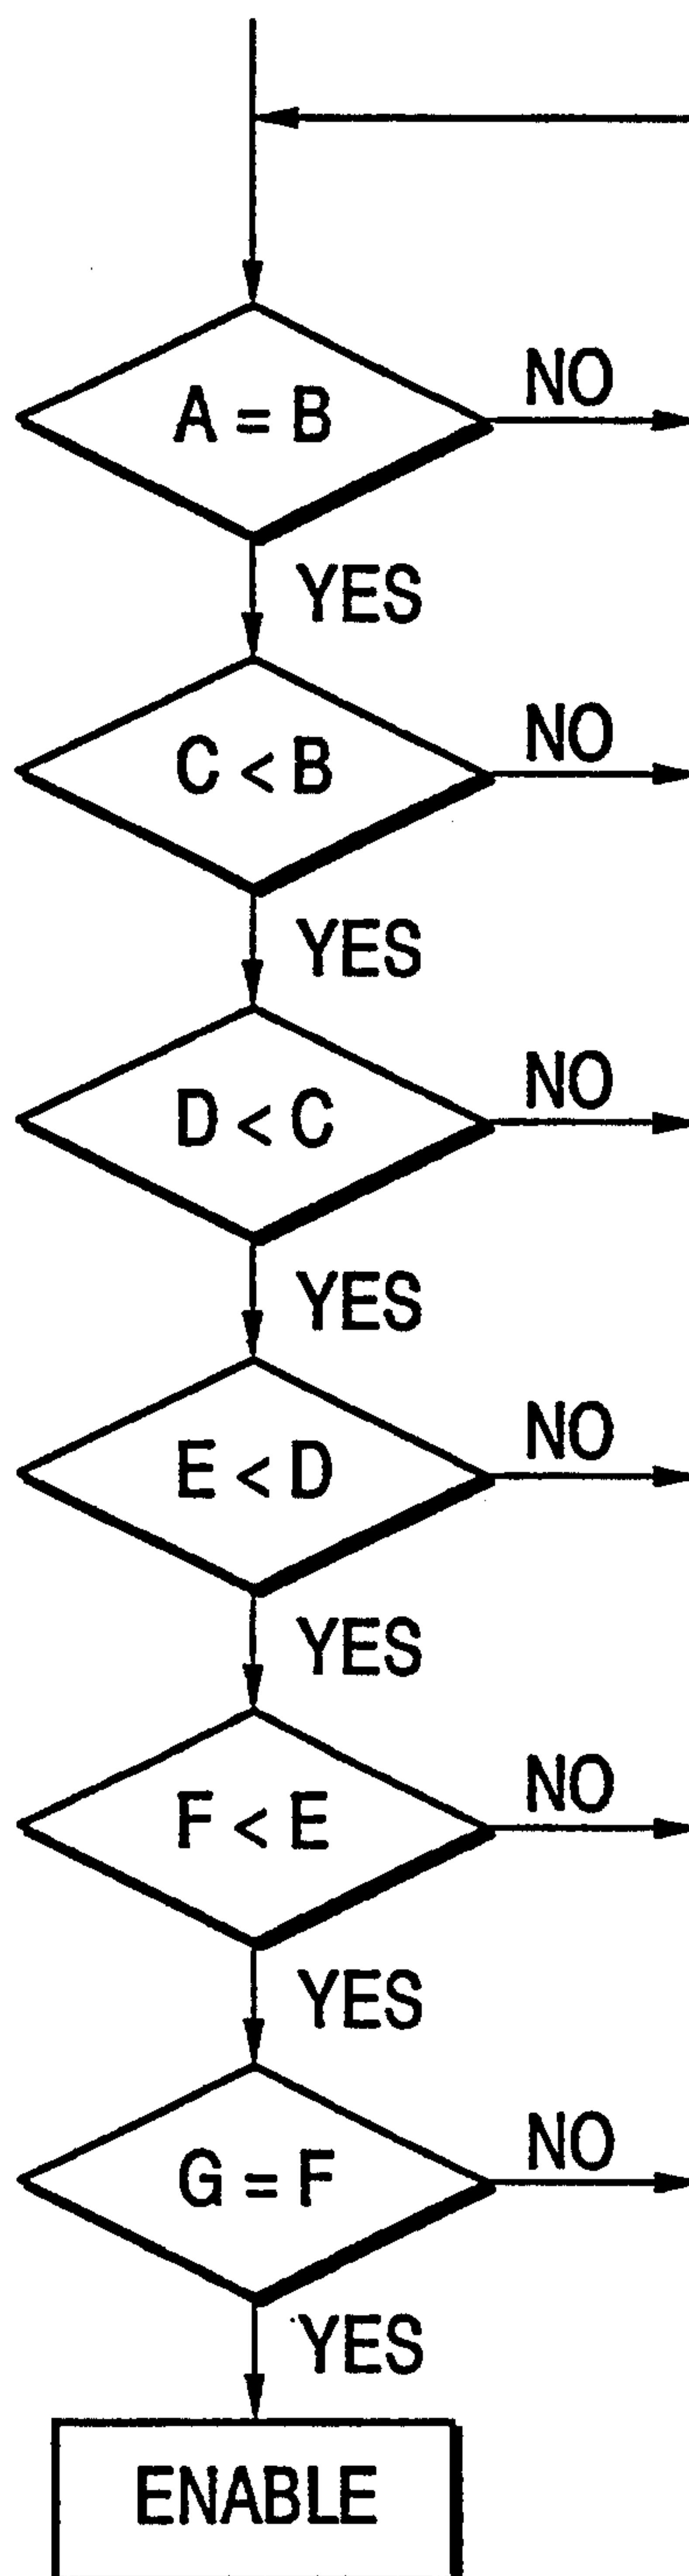 A = B
NO
YES
C < B
NO
YES
D < C
NO
YES
E < D
NO
YES
F < E
NO
YES
G = F
NO
YES
ENABLE